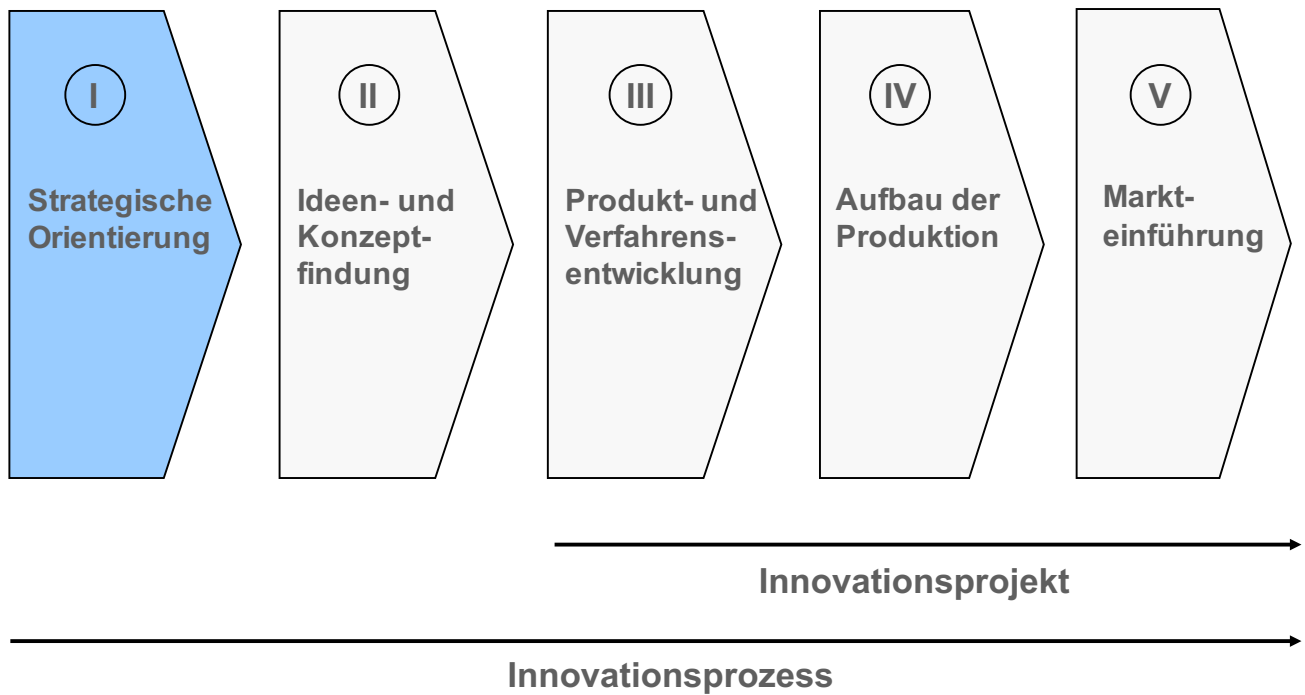 I
Strategische
Orientierung
II
Ideen- und
Konzept-
findung
III
Produkt- und
Verfahrens-
entwicklung
IV
Aufbau der
Produktion
V
Markt-
einführung
Innovationsprojekt
Innovationsprozess